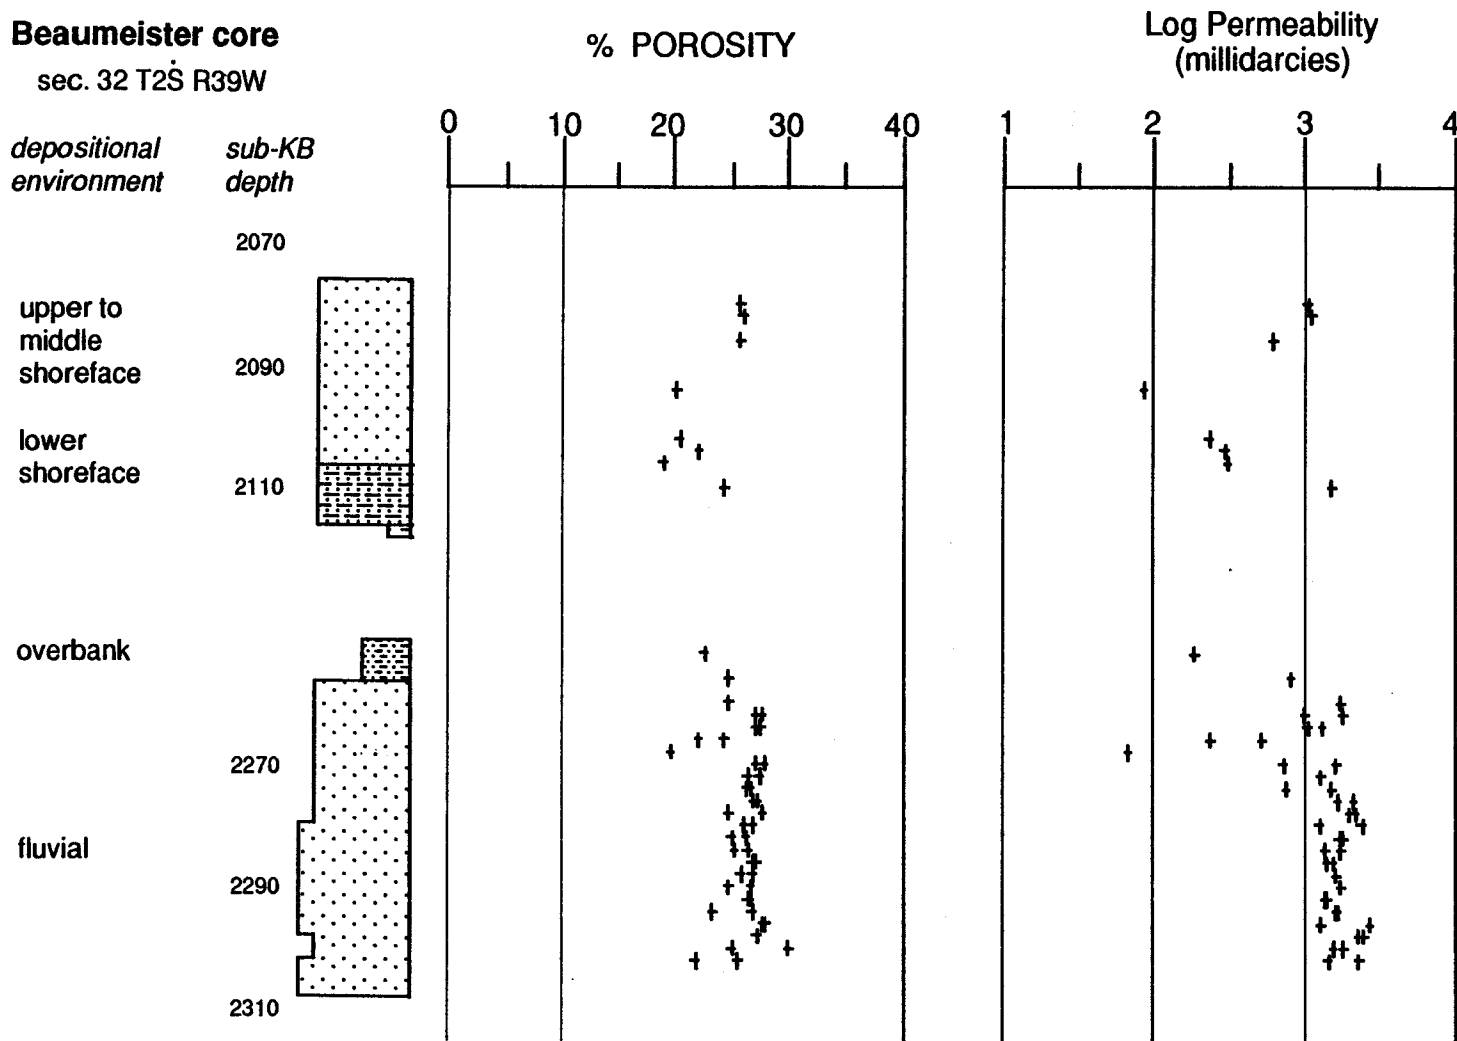 Beaumeister core
sec. 32 T2S R39W
% POROSITY
Log Permeability
(millidarcies)
depositional
environment
sub-KB
depth
0 10 20 30 40
1 2 3 4
2070
upper to
middle
shoreface
2090
lower
shoreface
2110
overbank
2270
fluvial
2290
2310